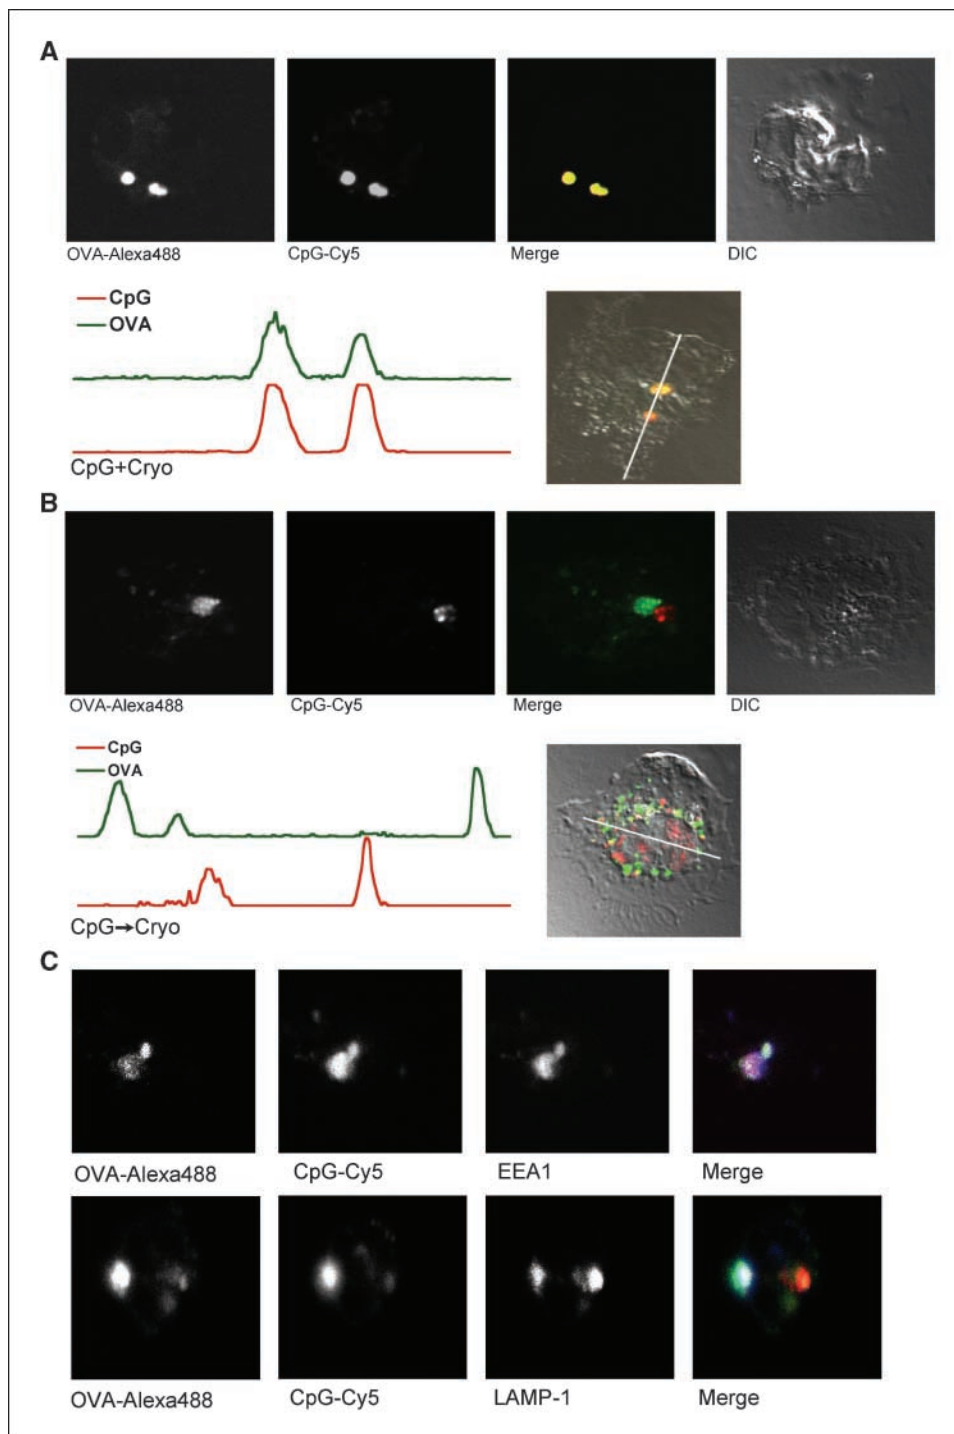 A
OVA-Alexa488 CpG-Cy5 Merge DIC
CpG
OVA
CpG+Cryo
B
OVA-Alexa488 CpG-Cy5 Merge DIC
CpG
OVA
CpG→Cryo
C
OVA-Alexa488 CpG-Cy5 EEA1 Merge
OVA-Alexa488 CpG-Cy5 LAMP-1 Merge